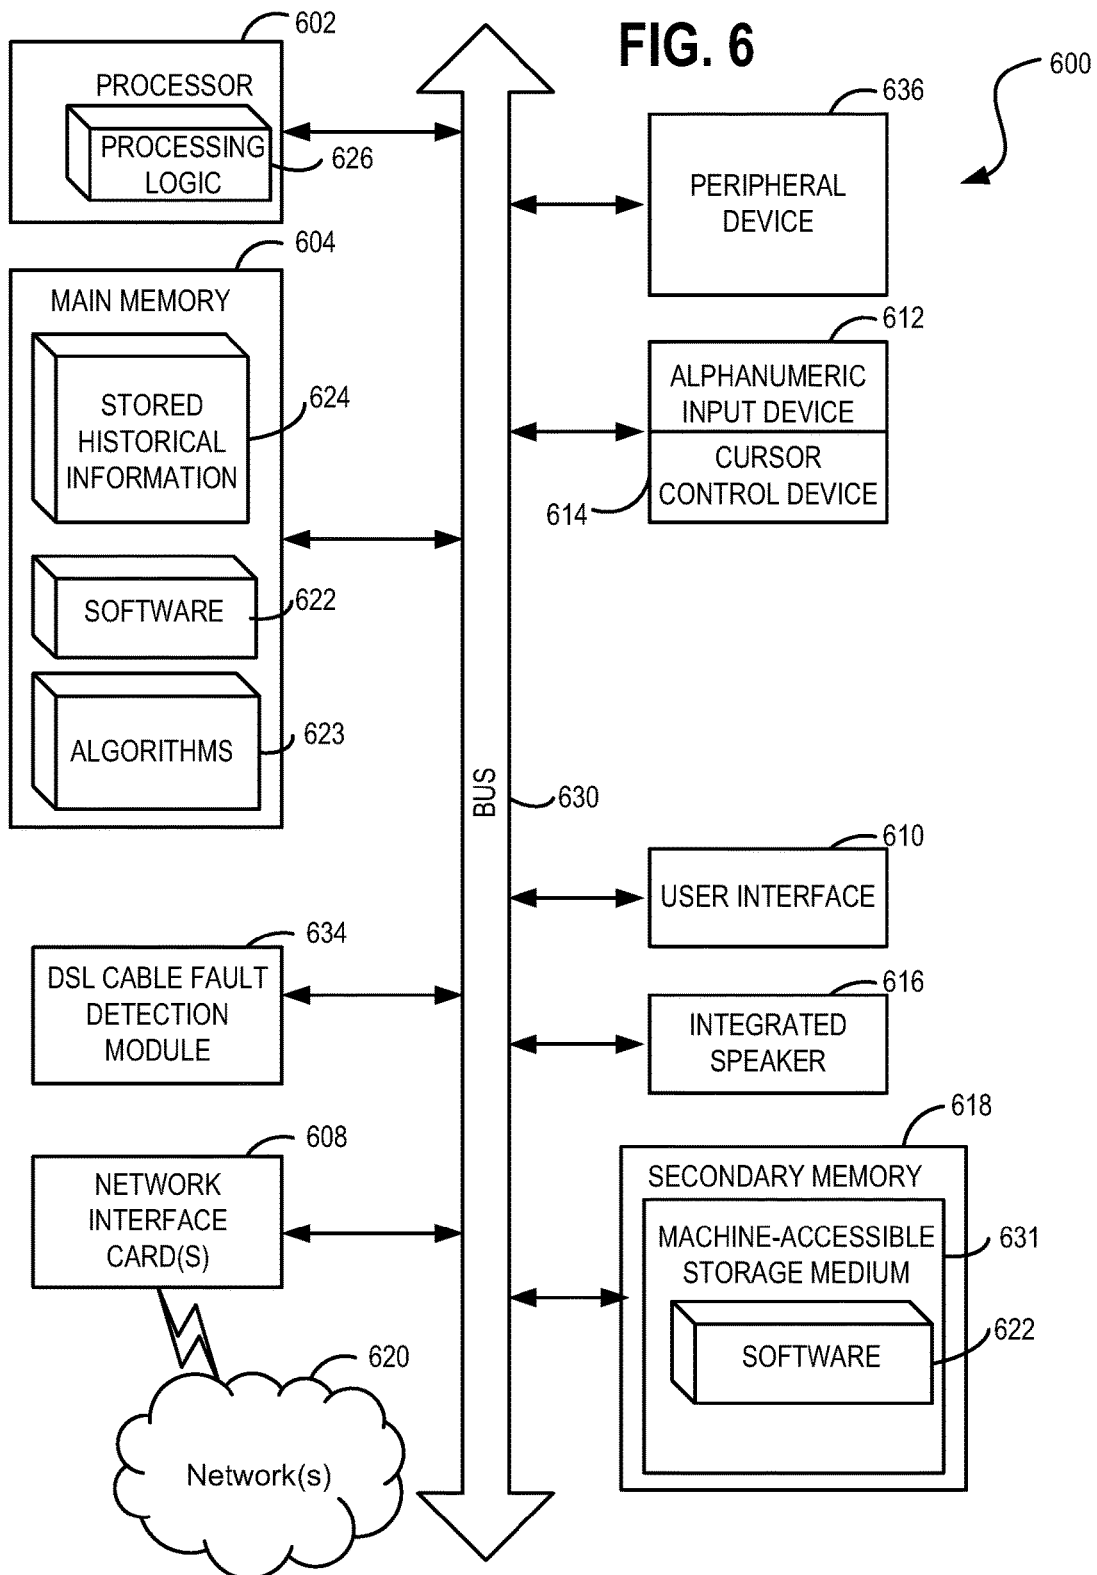 FIG. 6
600
602
PROCESSOR
PROCESSING
LOGIC
626
604
MAIN MEMORY
STORED
HISTORICAL
INFORMATION
624
SOFTWARE
622
ALGORITHMS
623
634
DSL CABLE FAULT
DETECTION
MODULE
608
NETWORK
INTERFACE
CARD(S)
620
Network(s)
BUS
630
636
PERIPHERAL
DEVICE
612
ALPHANUMERIC
INPUT DEVICE
CURSOR
CONTROL DEVICE
614
610
USER INTERFACE
616
INTEGRATED
SPEAKER
618
SECONDARY MEMORY
MACHINE-ACCESSIBLE
STORAGE MEDIUM
631
SOFTWARE
622